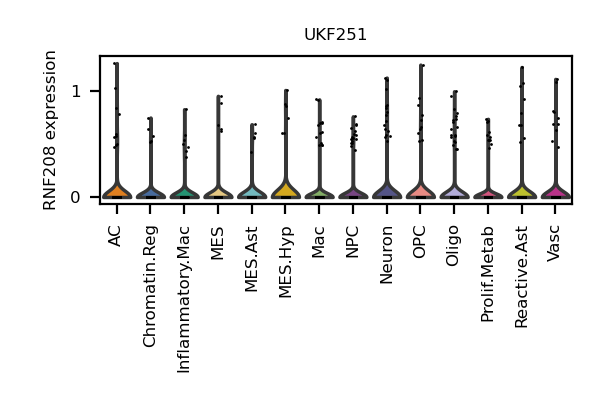 UKF251
RNF208 expression
1
0
AC
Chromatin.Reg
Inflammatory.Mac
MES
MES.Ast
MES.Hyp
Mac
NPC
Neuron
OPC
Oligo
Prolif.Metab
Reactive.Ast
Vasc